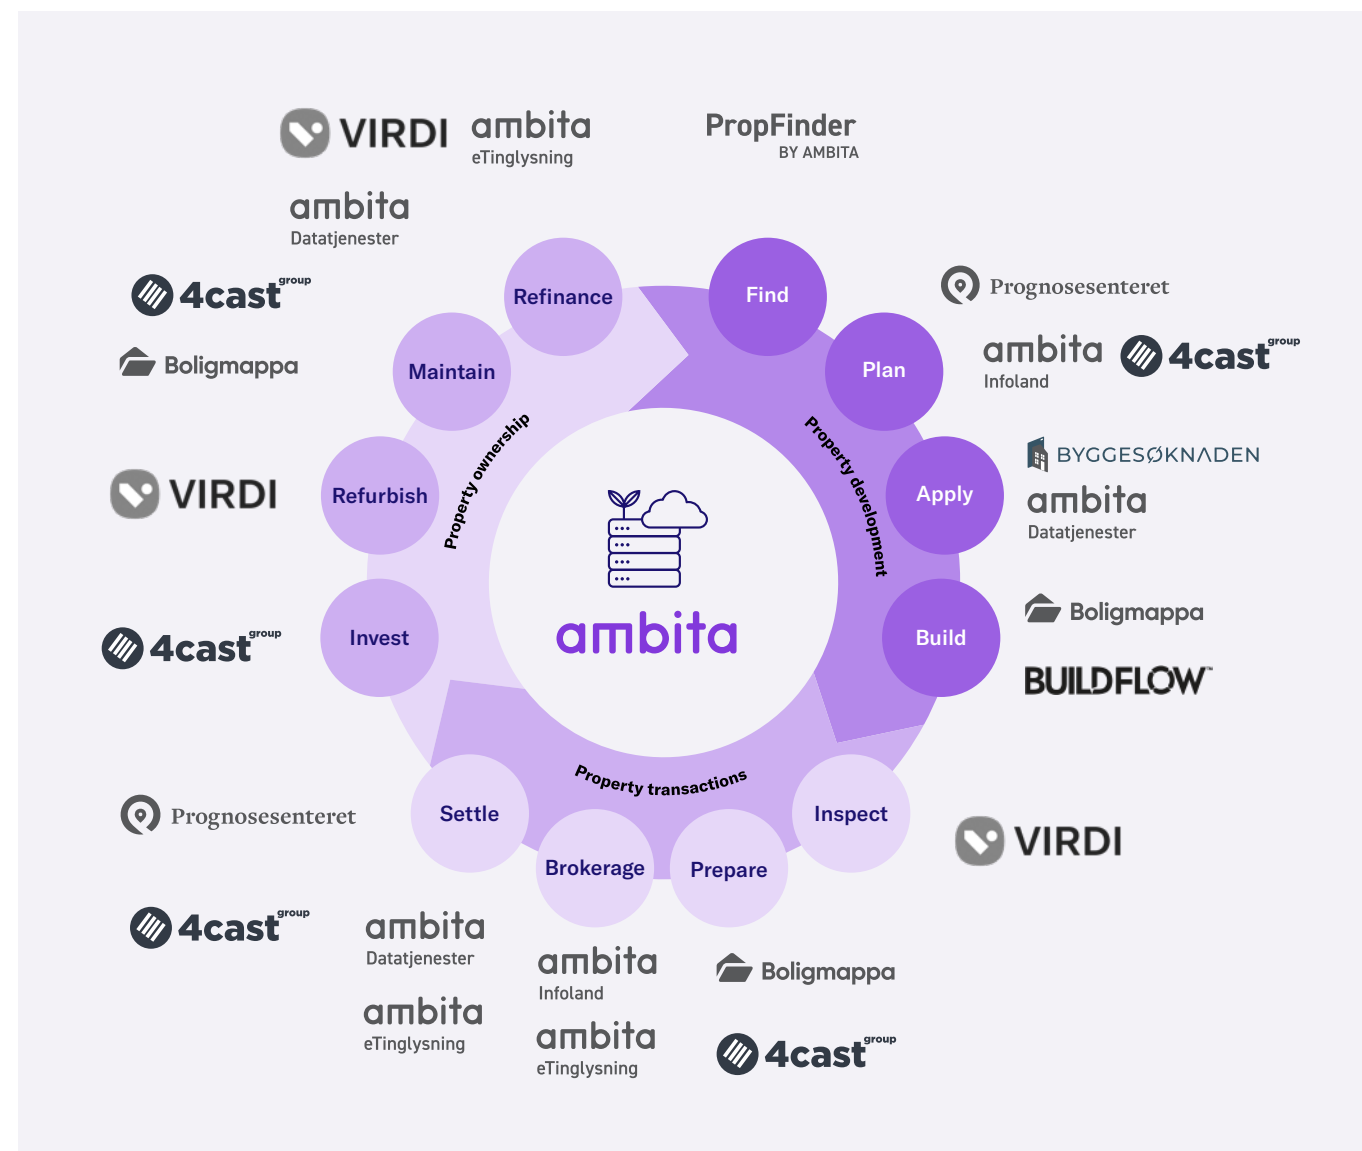 VIRDI
ambita
eTinglysning
PropFinder
BY AMBITA
ambita
Datatjenester
4cast group
Boligmappa
VIRDI
4cast group
Prognosesenteret
4cast group
ambita
Datatjenester
ambita
eTinglysning
ambita
Infoland
ambita
eTinglysning
Boligmappa
4cast group
VIRDI
BUILDFLOW™
Boligmappa
ambita
Datatjenester
BYGGESØKNADEN
ambita
Infoland
4cast group
Prognosesenteret
Refinance
Find
Plan
Apply
Build
Inspect
Prepare
Brokerage
Settle
Invest
Refurbish
Maintain
Property ownership
Property development
Property transactions
ambita